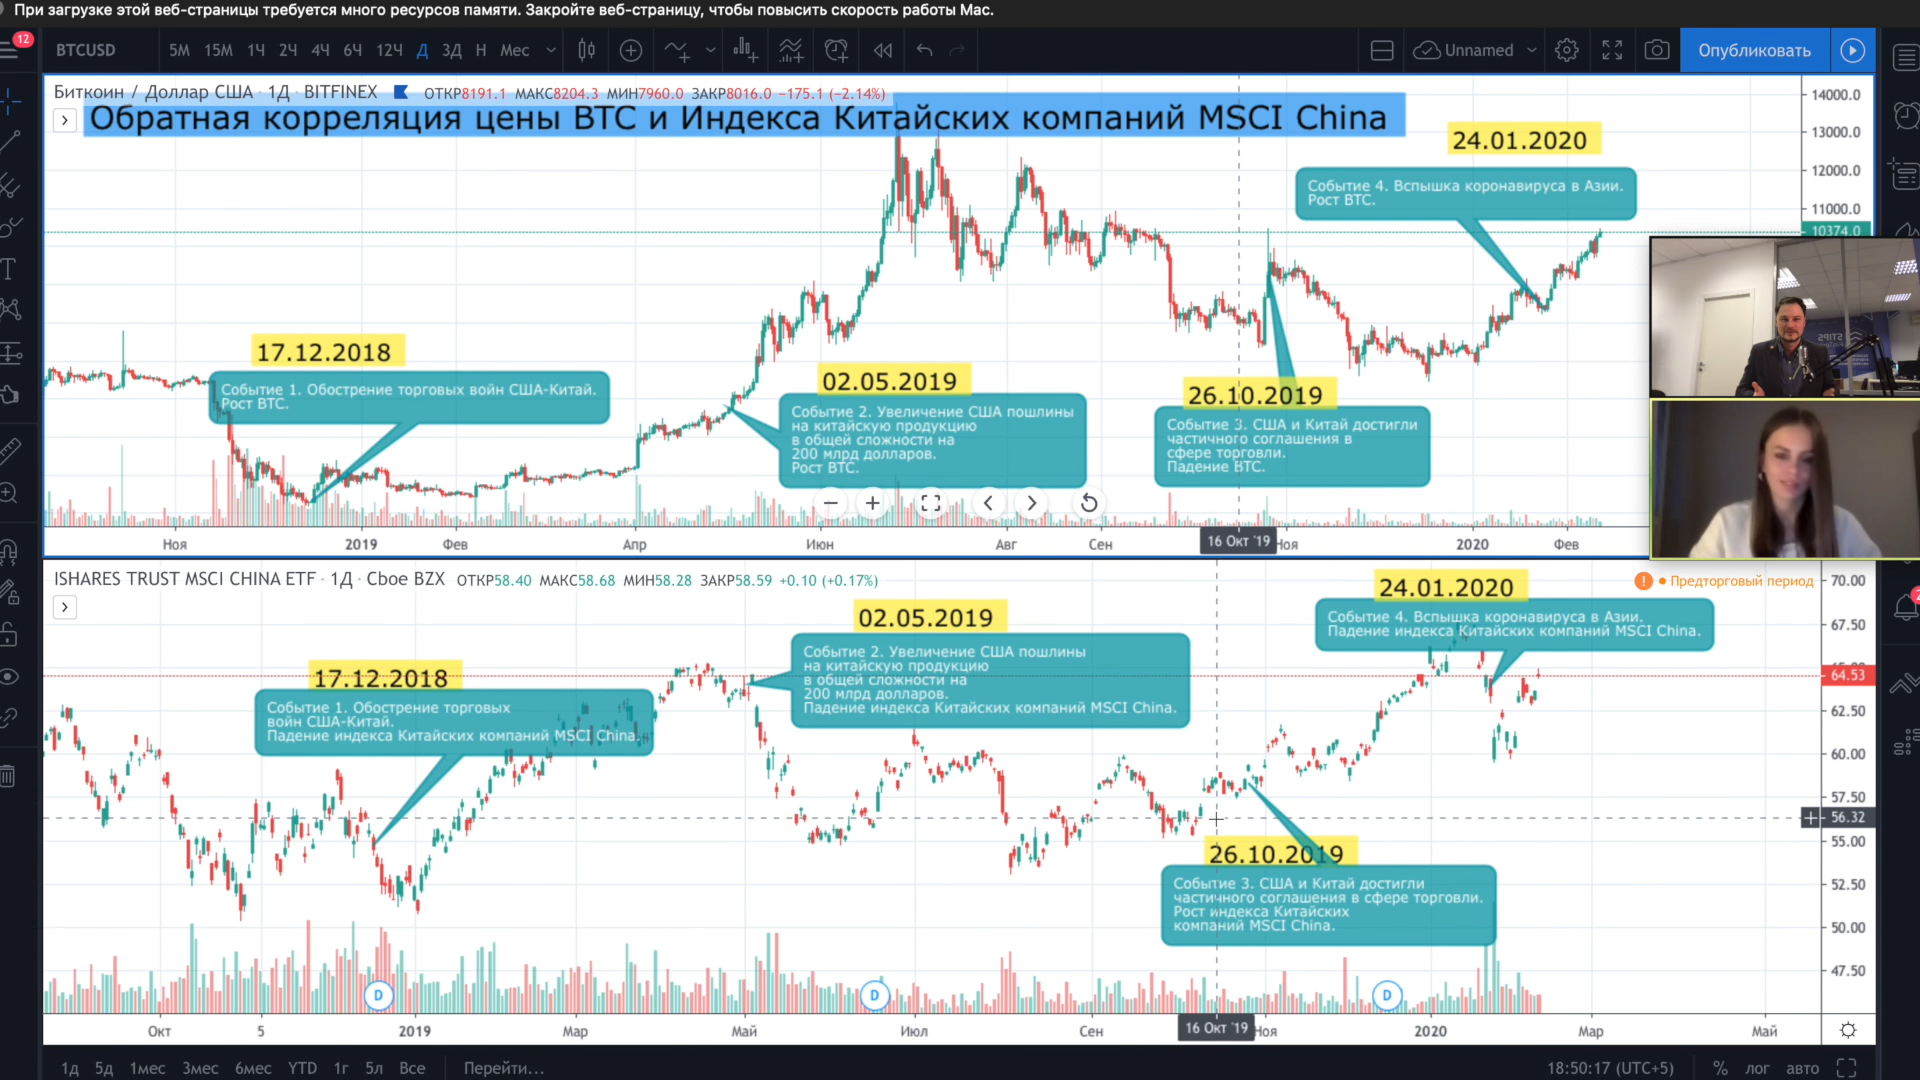 При загрузке этой веб-страницы требуется много ресурсов памяти. Закройте веб-страницу, чтобы повысить скорость работы Mac.
12
BTCUSD 5М 15М 1Ч 2Ч 4Ч 6Ч 12Ч Д 3Д Н Мес Unnamed Опубликовать
Биткоин / Доллар США · 1Д · BITFINEX ОТКР8191.1 МАКС8204.3 МИН7960.0 ЗАКР8016.0 −175.1 (−2.14%)
Обратная корреляция цены BTC и Индекса Китайских компаний MSCI China
14000.0
13000.0
12000.0
11000.0
10374.0
24.01.2020
Событие 4. Вспышка коронавируса в Азии.
Рост BTC.
STIPS
17.12.2018
Событие 1. Обострение торговых войн США-Китай.
Рост BTC.
02.05.2019
Событие 2. Увеличение США пошлины
на китайскую продукцию
в общей сложности на
200 млрд долларов.
Рост BTC.
26.10.2019
Событие 3. США и Китай достигли
частичного соглашения в
сфере торговли.
Падение BTC.
Ноя 2019 Фев Апр Июн Авг Сен 16 Окт '19 Ноя 2020 Фев
ISHARES TRUST MSCI CHINA ETF · 1Д · Cboe BZX ОТКР58.40 МАКС58.68 МИН58.28 ЗАКР58.59 +0.10 (+0.17%)
Предторговый период
70.00
67.50
65.00
64.53
62.50
60.00
57.50
56.32
55.00
52.50
50.00
47.50
2
24.01.2020
Событие 4. Вспышка коронавируса в Азии.
Падение индекса Китайских компаний MSCI China.
02.05.2019
Событие 2. Увеличение США пошлины
на китайскую продукцию
в общей сложности на
200 млрд долларов.
Падение индекса Китайских компаний MSCI China.
17.12.2018
Событие 1. Обострение торговых
войн США-Китай.
Падение индекса Китайских компаний MSCI China.
26.10.2019
Событие 3. США и Китай достигли
частичного соглашения в сфере торговли.
Рост индекса Китайских
компаний MSCI China.
D D D
Окт 5 2019 Мар Май Июл Сен 16 Окт '19 Ноя 2020 Мар Май
1д 5д 1мес 3мес 6мес YTD 1г 5л Все Перейти... 18:50:17 (UTC+5) % лог авто